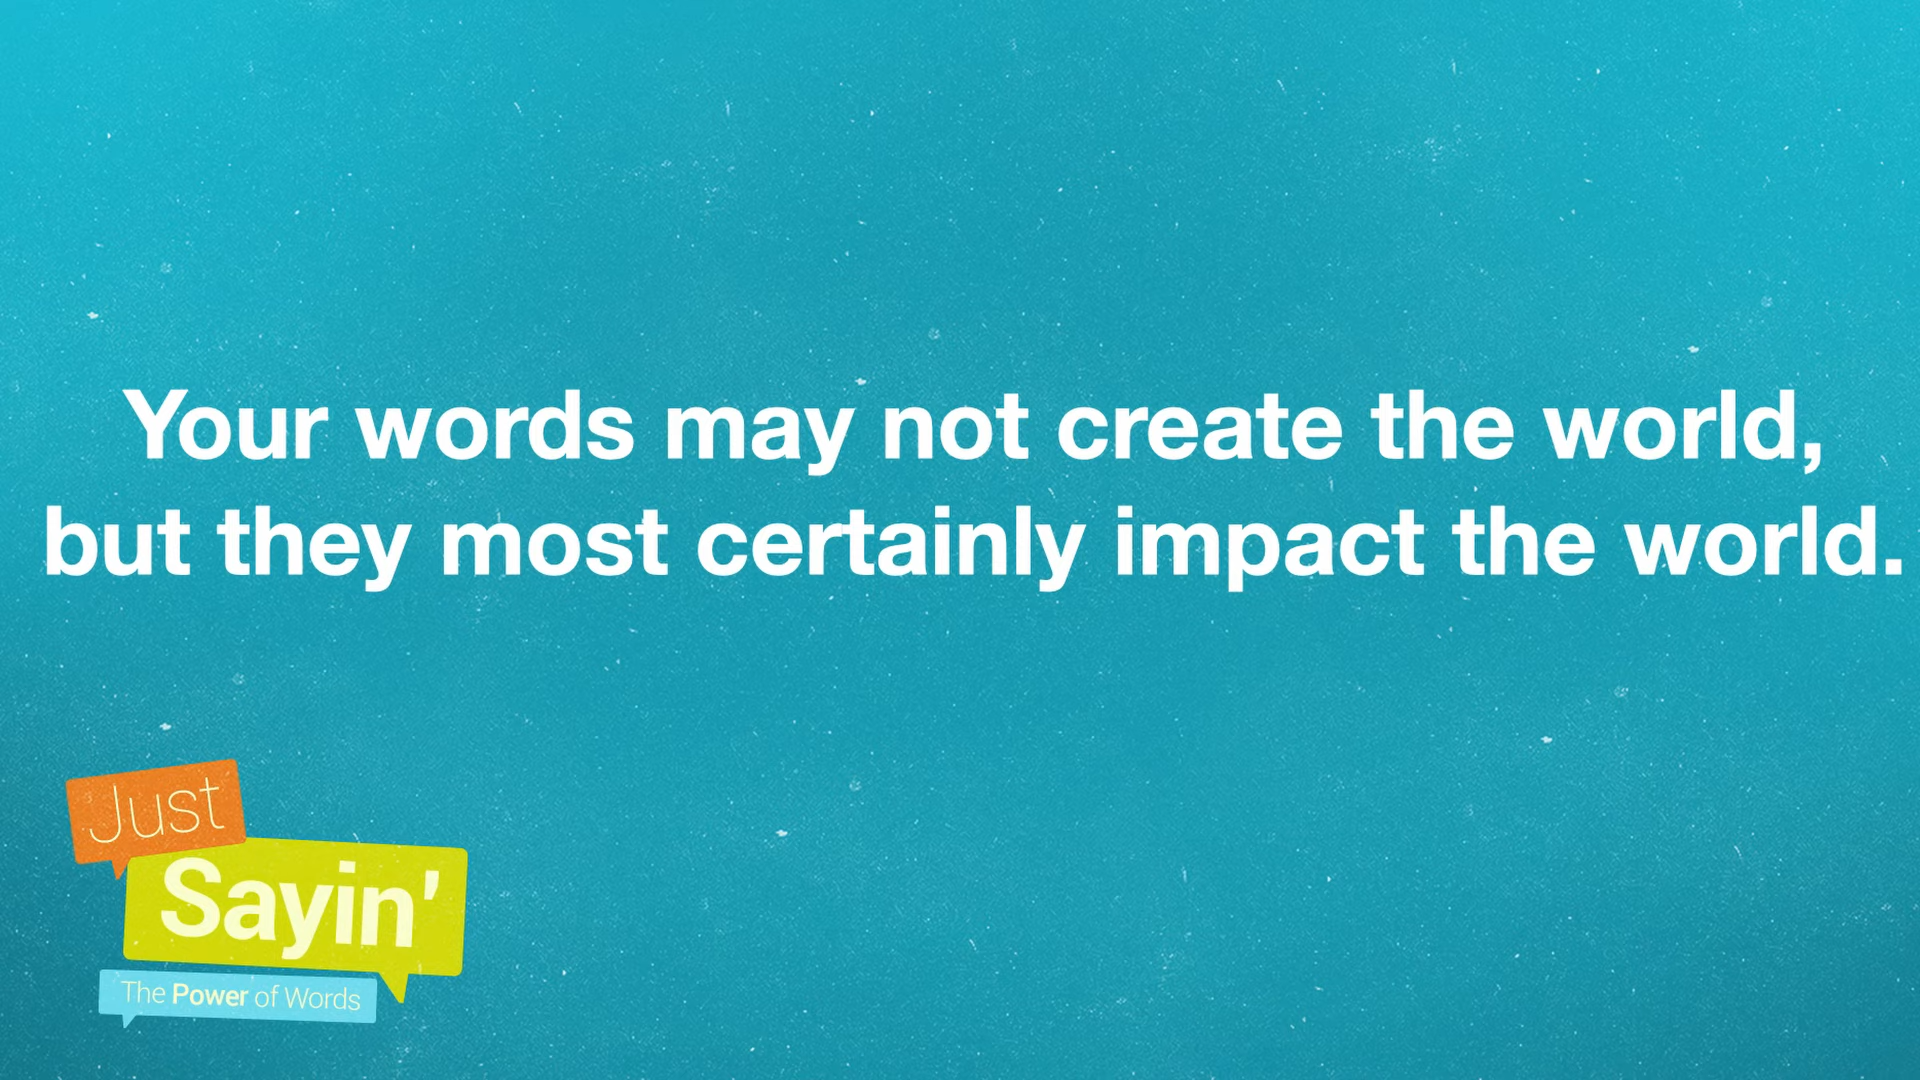 Your words may not create the world,
but they most certainly impact the world.
Just
Sayin'
The Power of Words